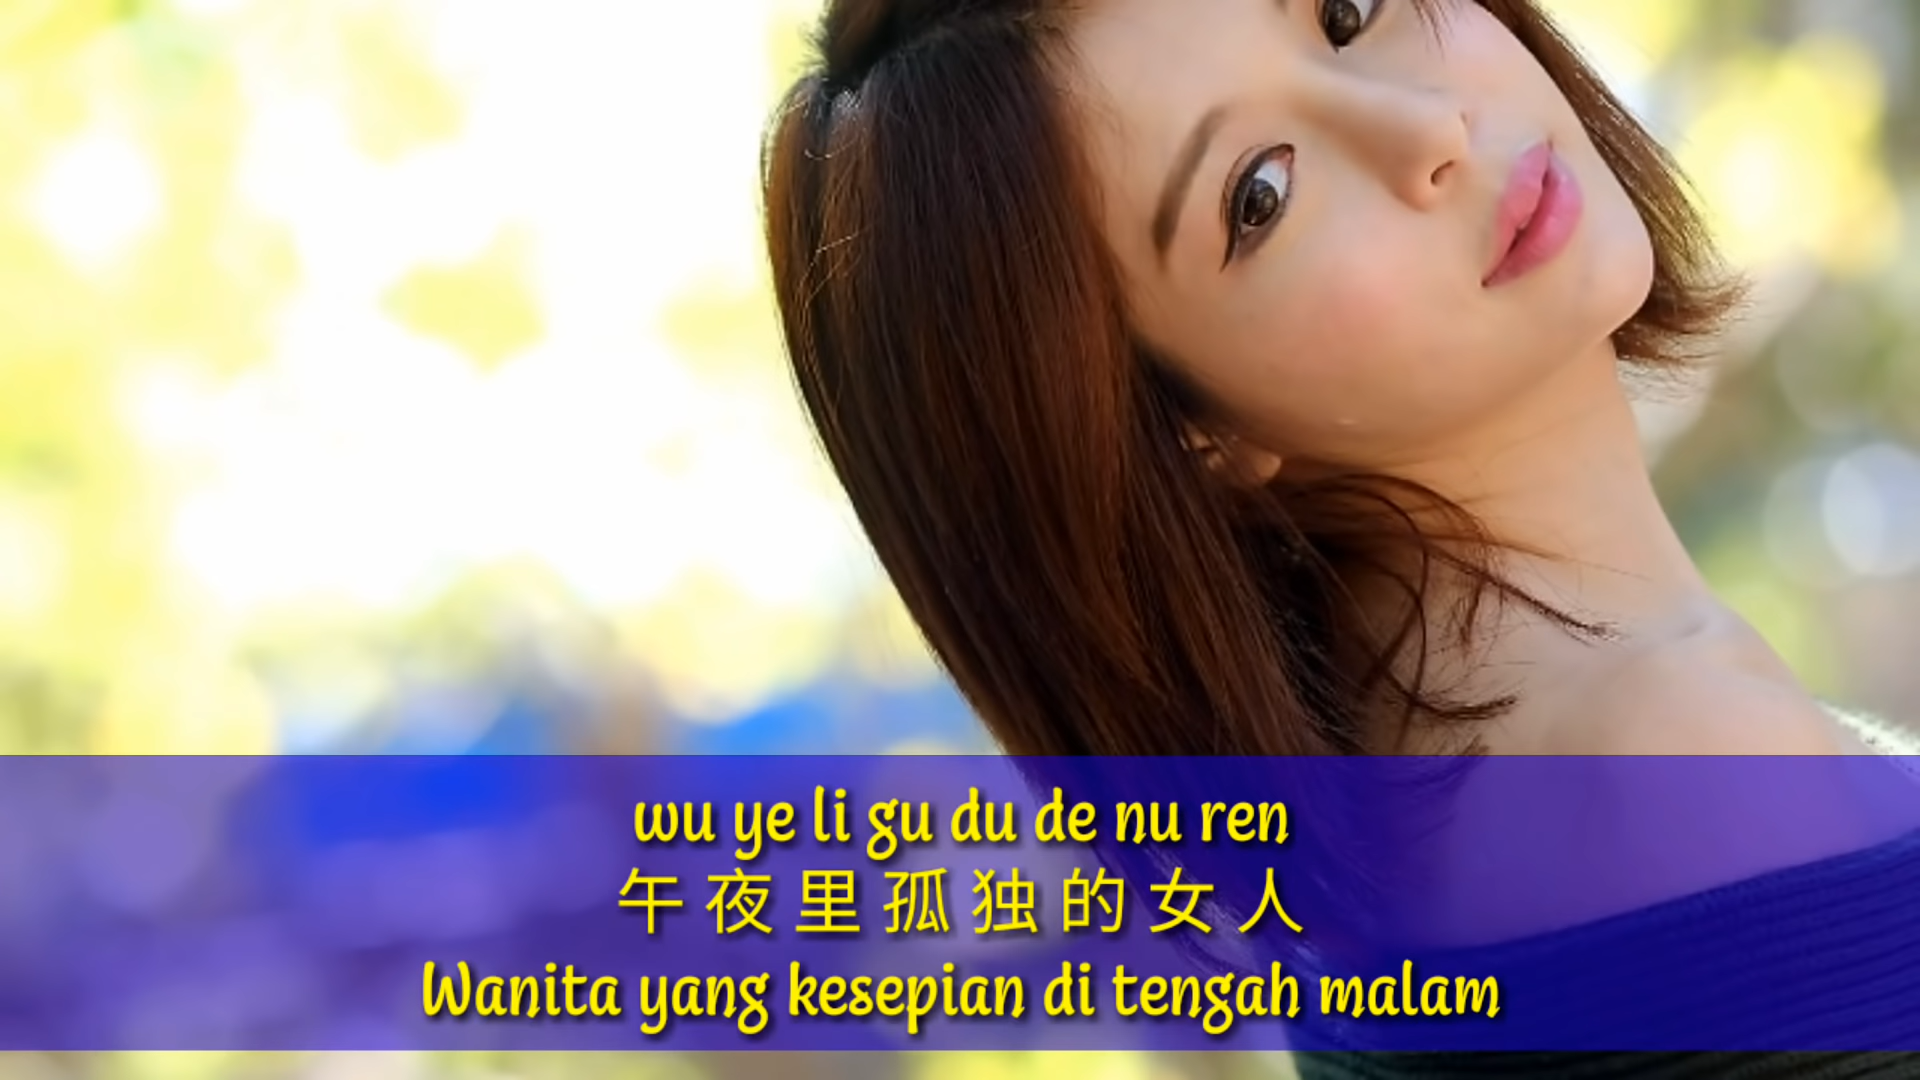 wu ye li gu du de nu ren
午夜里孤独的女人
Wanita yang kesepian di tengah malam